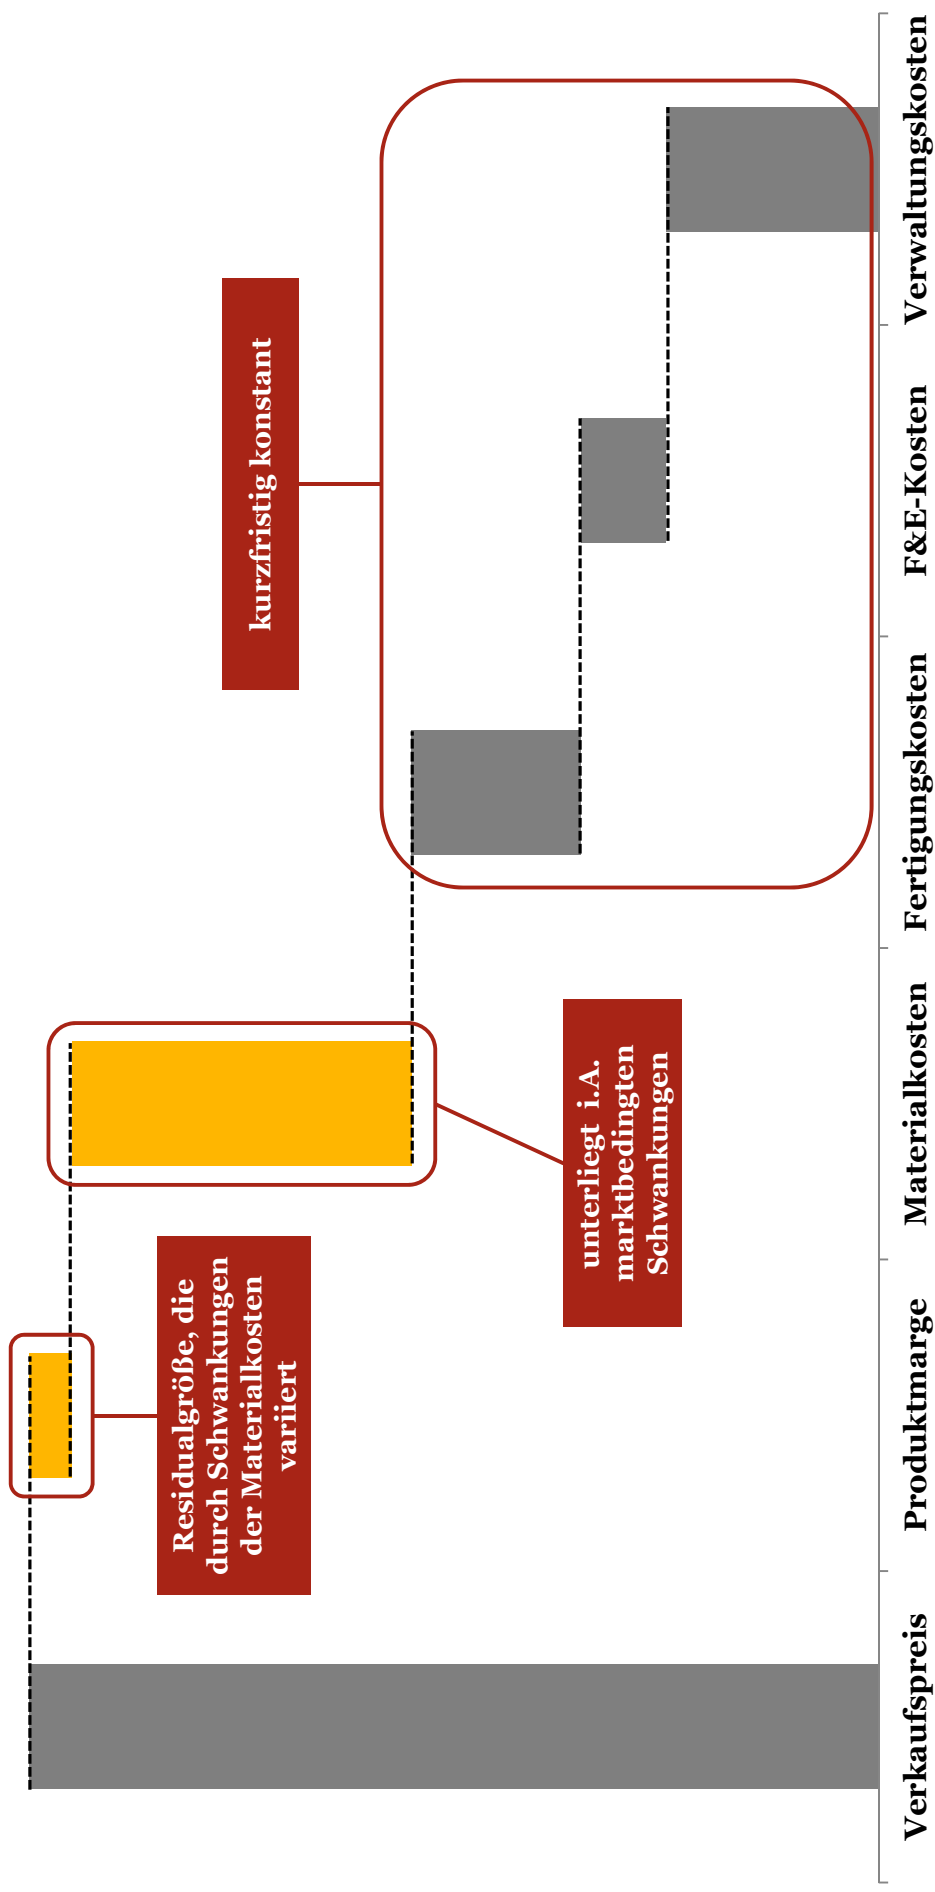 kurzfristig konstant
Residualgröße, die
durch Schwankungen
der Materialkosten
variiert
unterliegt i.A.
marktbedingten
Schwankungen
Verkaufspreis
Produktmarge
Materialkosten
Fertigungskosten
F&E-Kosten
Verwaltungskosten